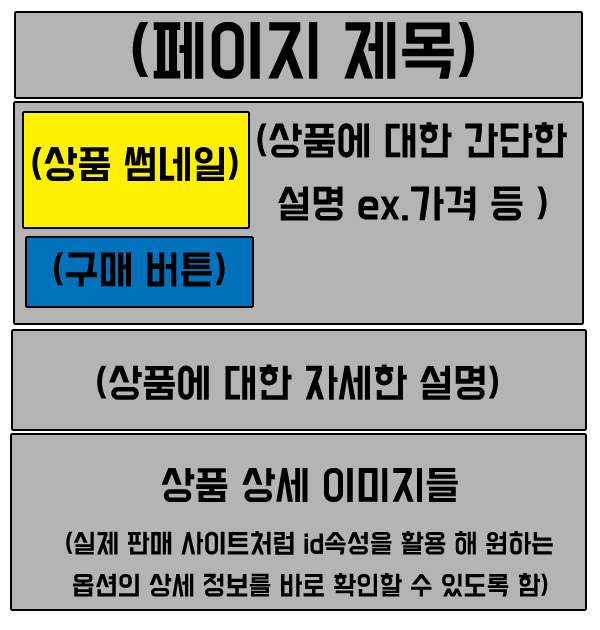 (페이지 제목)
(상품 썸네일)
(상품에 대한 간단한
설명 ex.가격 등 )
(구매 버튼)
(상품에 대한 자세한 설명)
상품 상세 이미지들
(실제 판매 사이트처럼 id속성을 활용 해 원하는
옵션의 상세 정보를 바로 확인할 수 있도록 함)